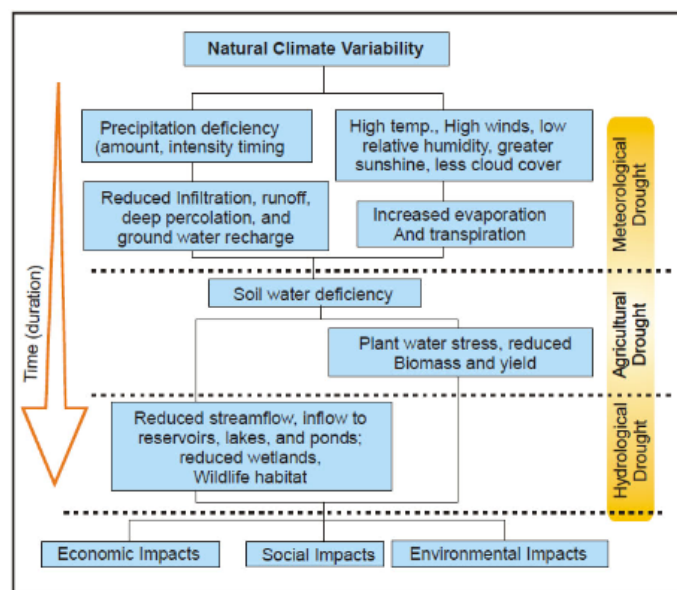 Natural Climate Variability
Precipitation deficiency
(amount, intensity timing
High temp., High winds, low
relative humidity, greater
sunshine, less cloud cover
Reduced Infiltration, runoff,
deep percolation, and
ground water recharge
Increased evaporation
And transpiration
Meteorological
Drought
Time (duration)
Soil water deficiency
Plant water stress, reduced
Biomass and yield
Agricultural
Drought
Reduced streamflow, inflow to
reservoirs, lakes, and ponds;
reduced wetlands,
Wildlife habitat
Hydrological
Drought
Economic Impacts
Social Impacts
Environmental Impacts